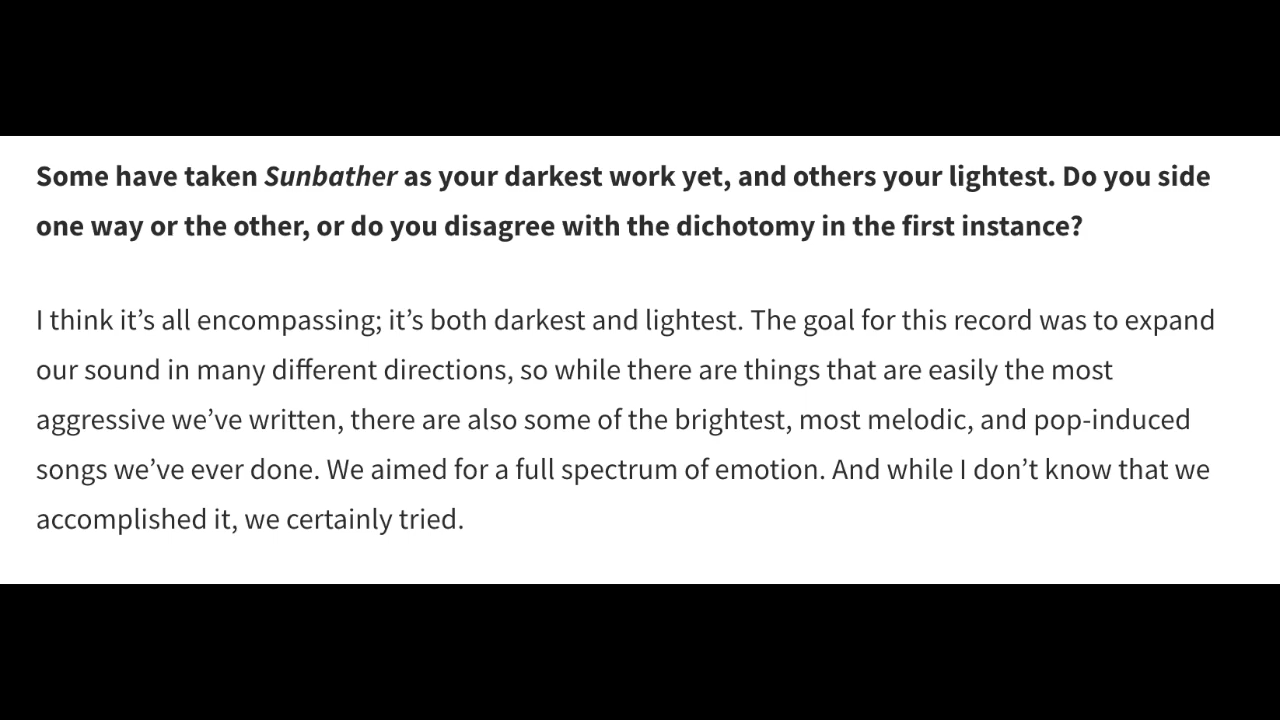 Some have taken Sunbather as your darkest work yet, and others your lightest. Do you side
one way or the other, or do you disagree with the dichotomy in the first instance?
I think it’s all encompassing; it’s both darkest and lightest. The goal for this record was to expand
our sound in many different directions, so while there are things that are easily the most
aggressive we’ve written, there are also some of the brightest, most melodic, and pop-induced
songs we’ve ever done. We aimed for a full spectrum of emotion. And while I don’t know that we
accomplished it, we certainly tried.